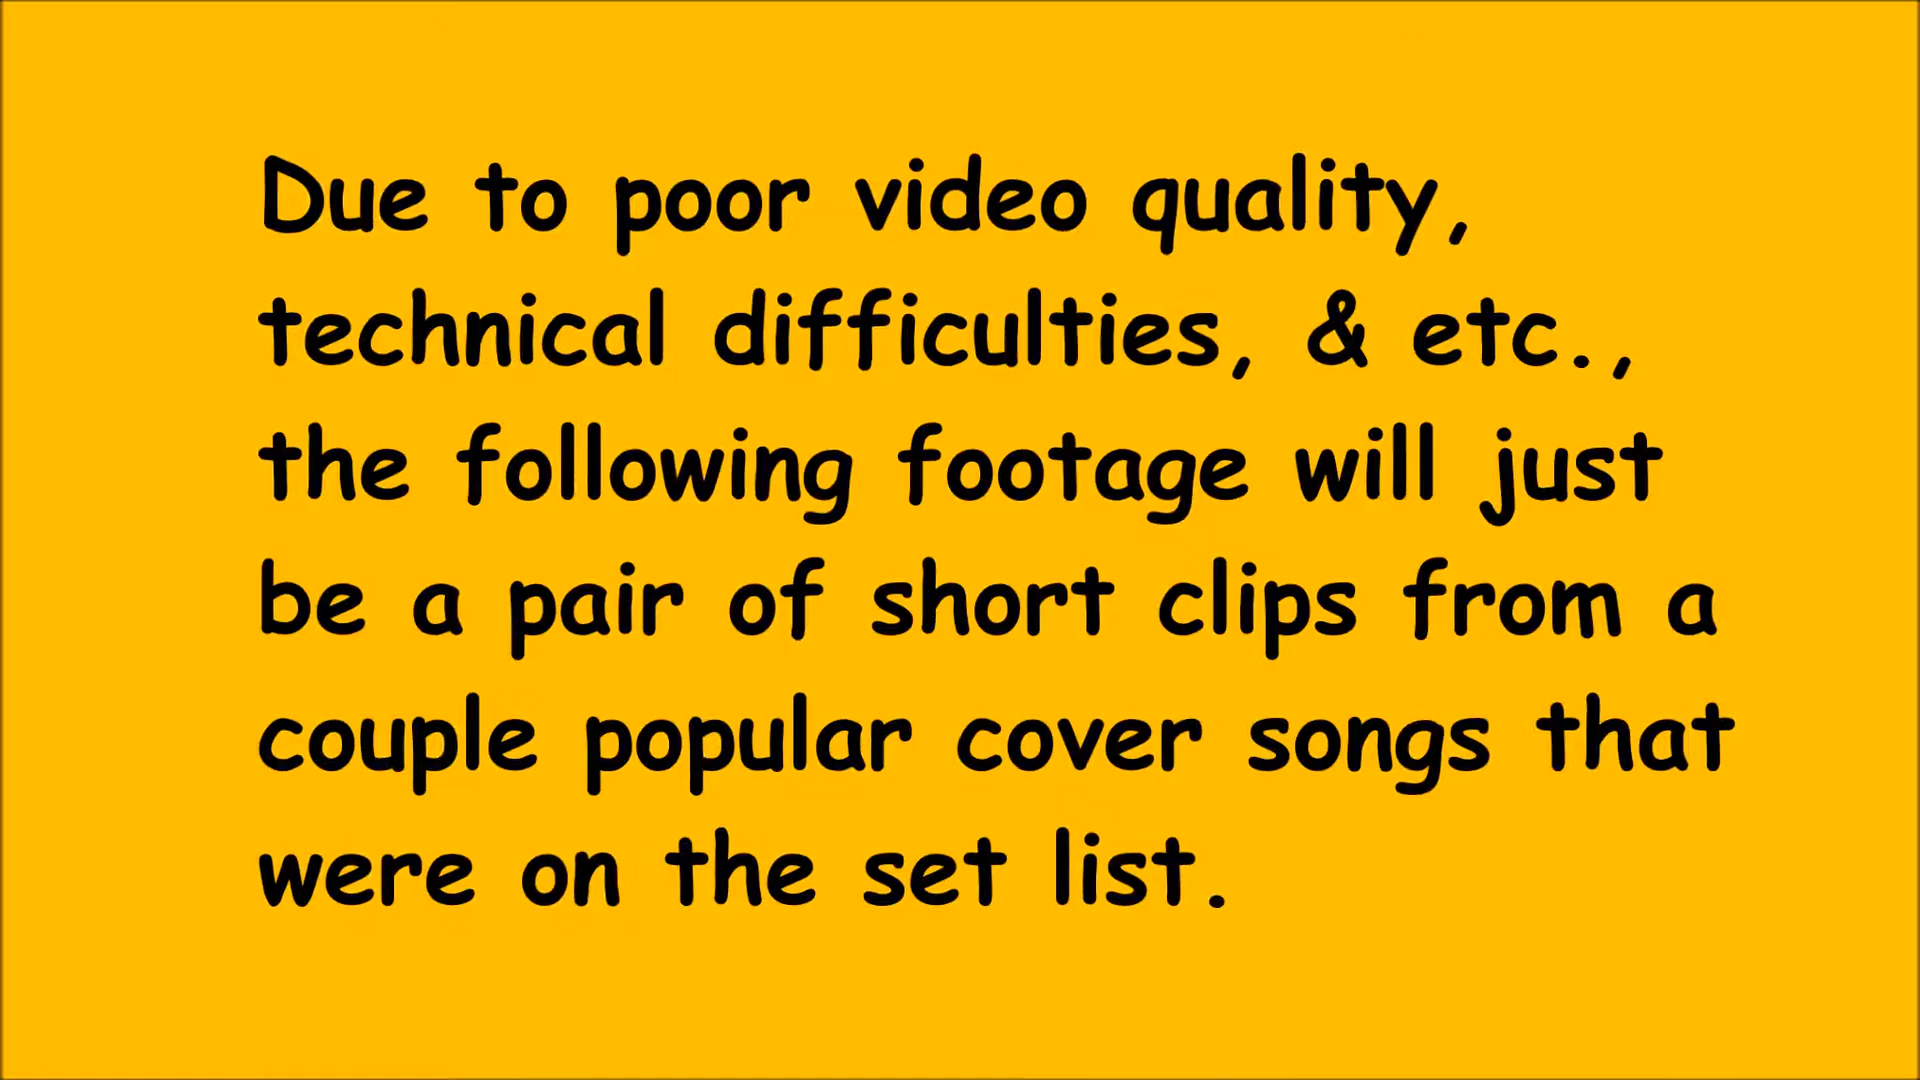 Due to poor video quality,
technical difficulties, & etc.,
the following footage will just
be a pair of short clips from a
couple popular cover songs that
were on the set list.